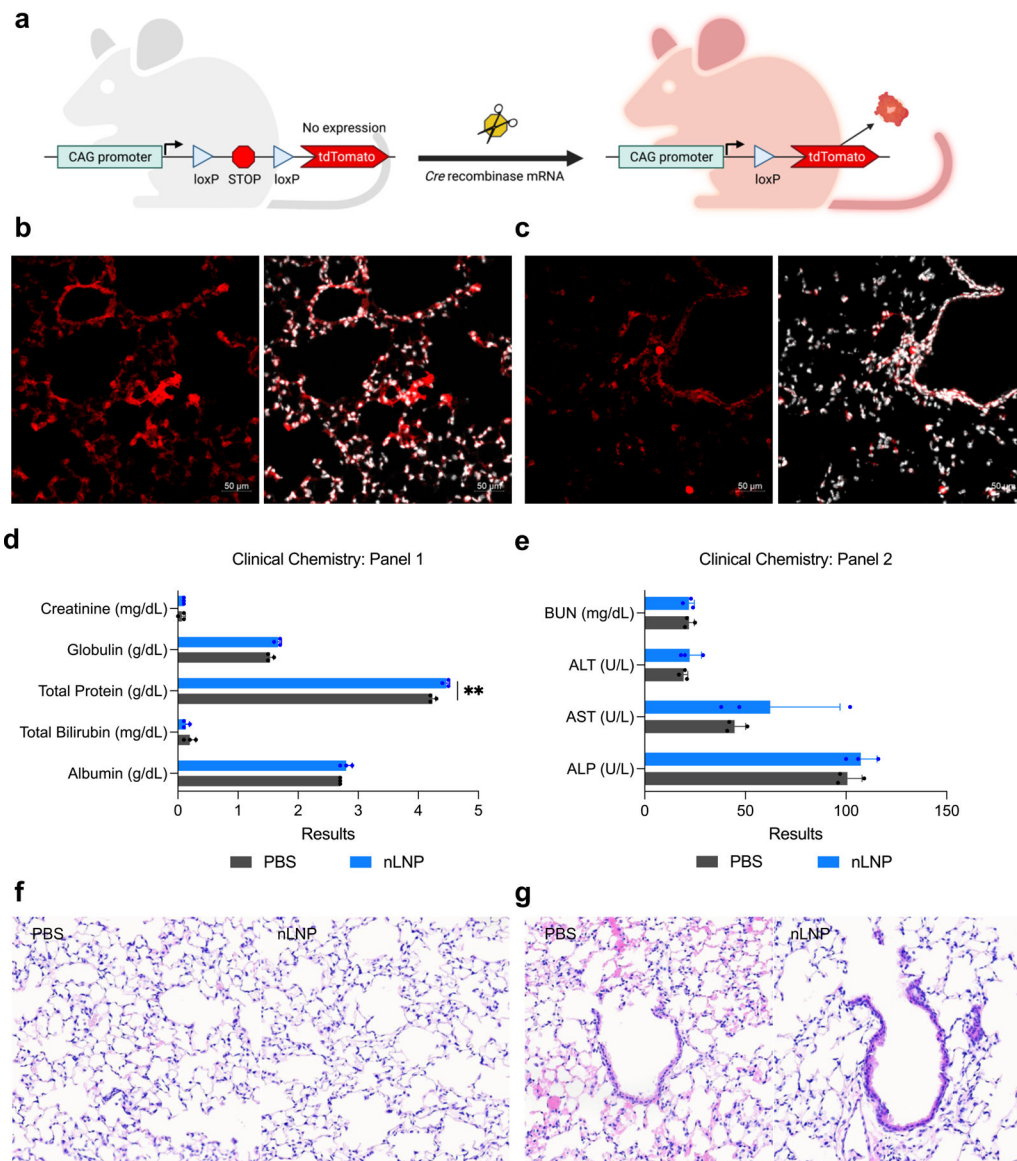 a
No expression
CAG promoter
tdTomato
loxP
STOP
loxP
Cre recombinase mRNA
CAG promoter
tdTomato
loxP
b
c
50 µm
50 µm
50 µm
50 µm
d
Clinical Chemistry: Panel 1
Creatinine (mg/dL)
Globulin (g/dL)
Total Protein (g/dL)
**
Total Bilirubin (mg/dL)
Albumin (g/dL)
0 1 2 3 4 5
Results
PBS nLNP
e
Clinical Chemistry: Panel 2
BUN (mg/dL)
ALT (U/L)
AST (U/L)
ALP (U/L)
0 50 100 150
Results
PBS nLNP
f
PBS
nLNP
g
PBS
nLNP